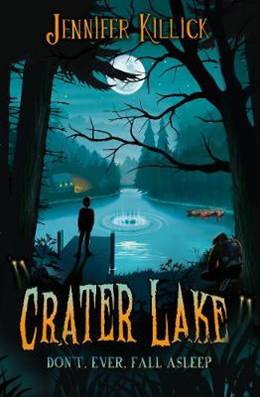 JENNIFER KILLICK
CRATER LAKE
DON'T. EVER. FALL ASLEEP